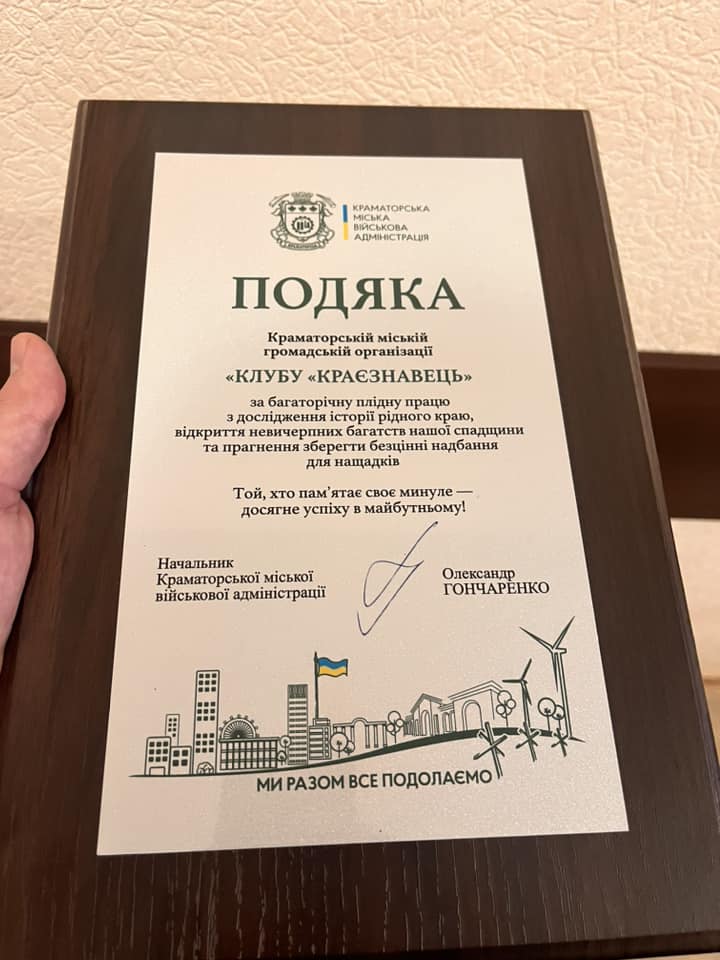 КРАМАТОРСЬКА
МІСЬКА
ВІЙСЬКОВА
АДМІНІСТРАЦІЯ
ПОДЯКА
Краматорській міській
громадській організації
«КЛУБУ «КРАЄЗНАВЕЦЬ»
за багаторічну плідну працю
з дослідження історії рідного краю,
відкриття невичерпних багатств нашої спадщини
та прагнення зберегти безцінні надбання
для нащадків
Той, хто пам’ятає своє минуле —
досягне успіху в майбутньому!
Начальник
Краматорської міської
військової адміністрації
Олександр
ГОНЧАРЕНКО
МИ РАЗОМ ВСЕ ПОДОЛАЄМО